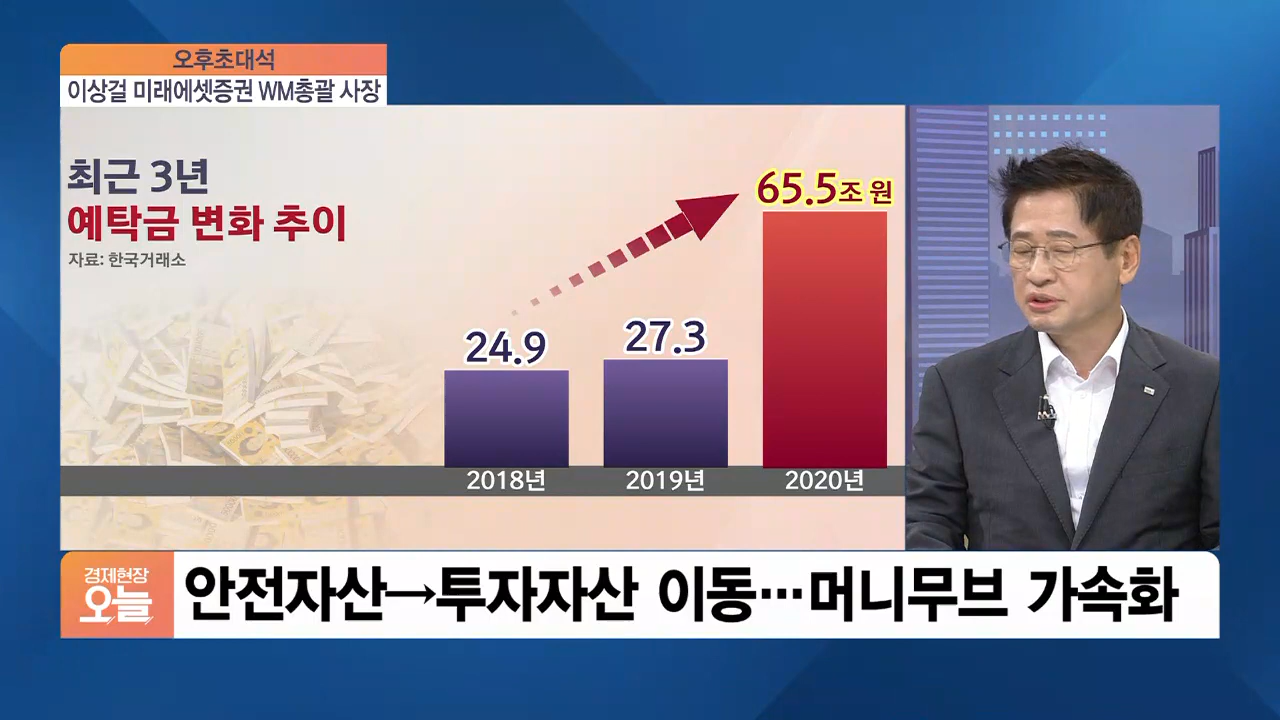 오후초대석
이상걸 미래에셋증권 WM총괄 사장
최근 3년
예탁금 변화 추이
자료: 한국거래소
24.9
27.3
65.5조 원
2018년
2019년
2020년
경제현장
오늘
안전자산→투자자산 이동…머니무브 가속화